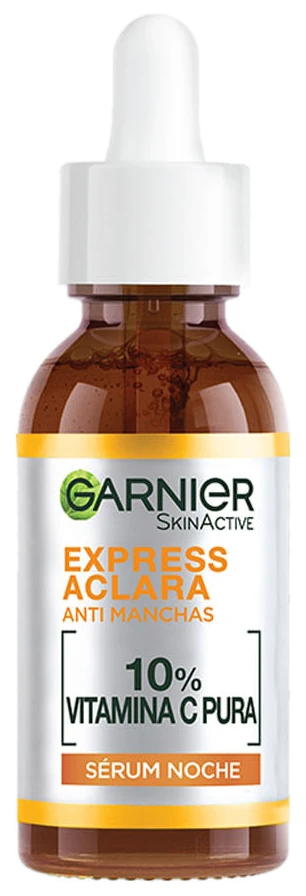 GARNIER
SKINACTIVE
EXPRESS
ACLARA
ANTI MANCHAS
10%
VITAMINA C PURA
SÉRUM NOCHE